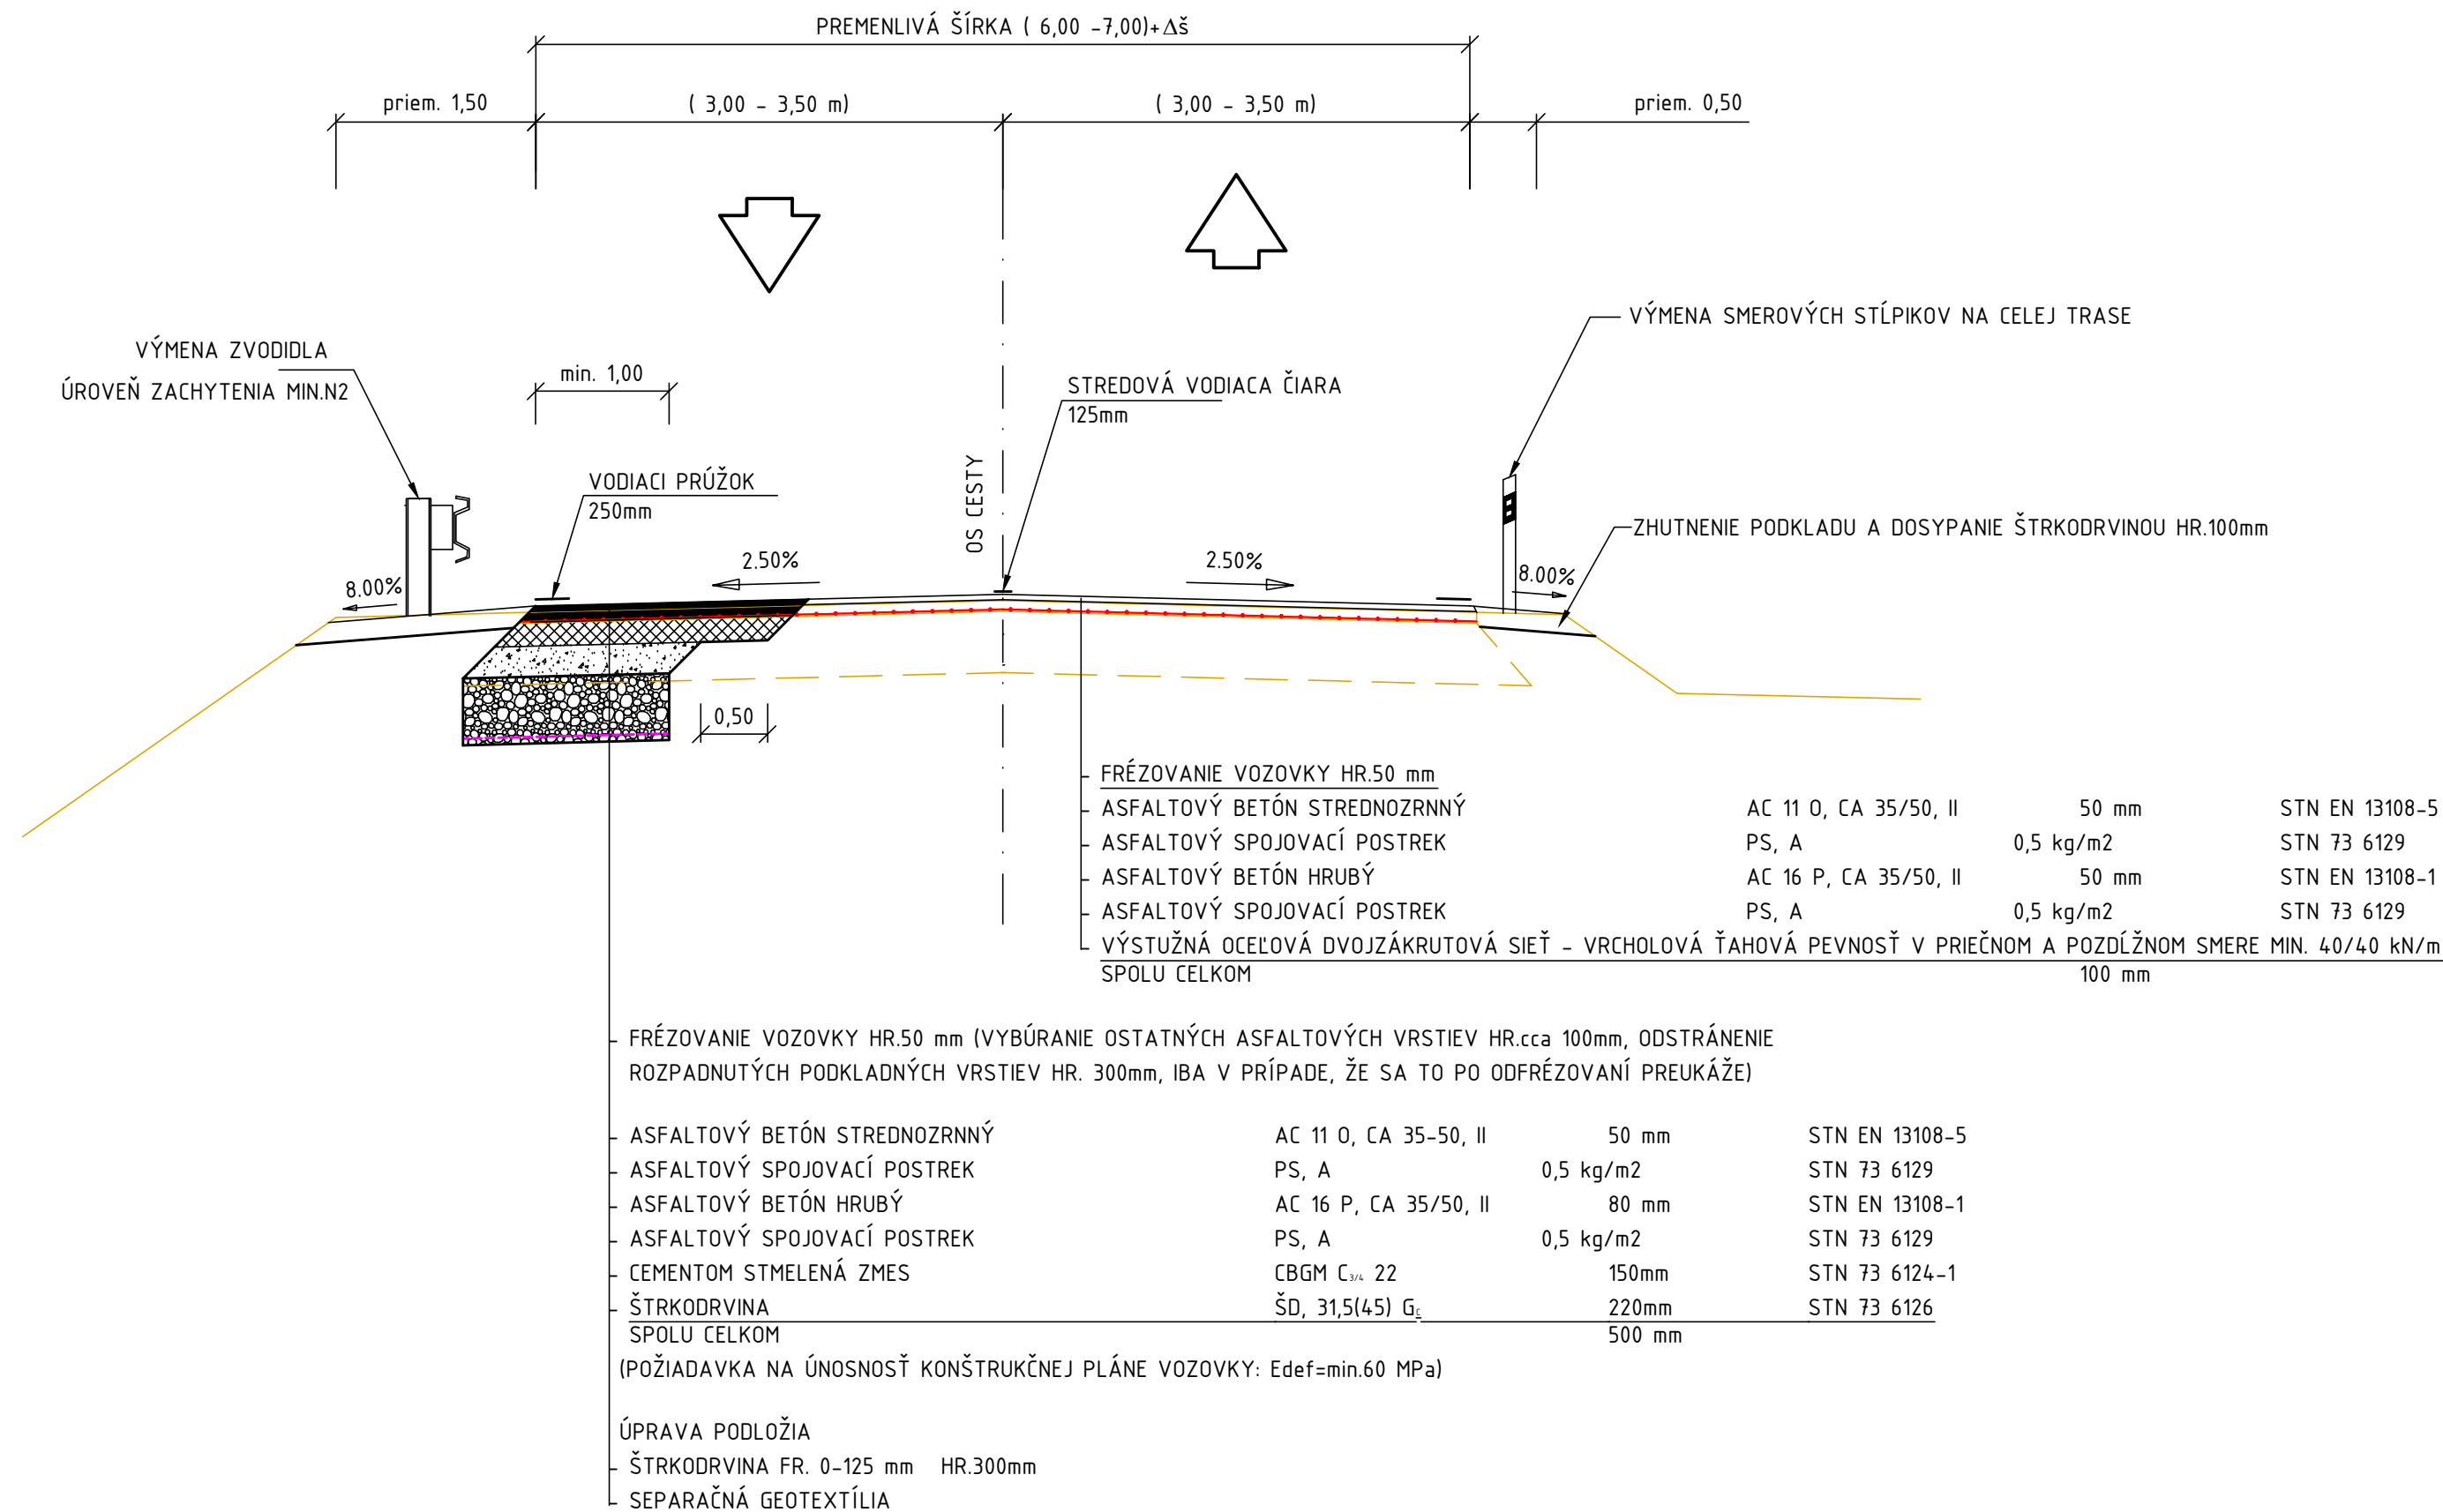 PREMENLIVÁ ŠÍRKA ( 6,00 -7,00)+Δš
priem. 1,50
( 3,00 - 3,50 m)
( 3,00 - 3,50 m)
priem. 0,50
VÝMENA SMEROVÝCH STĹPIKOV NA CELEJ TRASE
VÝMENA ZVODIDLA
ÚROVEŇ ZACHYTENIA MIN.N2
min. 1,00
STREDOVÁ VODIACA ČIARA
125mm
OS CESTY
VODIACI PRÚŽOK
250mm
ZHUTNENIE PODKLADU A DOSYPANIE ŠTRKODRVINOU HR.100mm
8.00%
2.50%
2.50%
8.00%
0,50
FRÉZOVANIE VOZOVKY HR.50 mm
ASFALTOVÝ BETÓN STREDNOZRNNÝ AC 11 O, CA 35/50, II 50 mm STN EN 13108-5
ASFALTOVÝ SPOJOVACÍ POSTREK PS, A 0,5 kg/m2 STN 73 6129
ASFALTOVÝ BETÓN HRUBÝ AC 16 P, CA 35/50, II 50 mm STN EN 13108-1
ASFALTOVÝ SPOJOVACÍ POSTREK PS, A 0,5 kg/m2 STN 73 6129
VÝSTUŽNÁ OCEĽOVÁ DVOJZÁKRUTOVÁ SIEŤ - VRCHOLOVÁ ŤAHOVÁ PEVNOSŤ V PRIEČNOM A POZDĹŽNOM SMERE MIN. 40/40 kN/m
SPOLU CELKOM 100 mm
FRÉZOVANIE VOZOVKY HR.50 mm (VYBÚRANIE OSTATNÝCH ASFALTOVÝCH VRSTIEV HR.cca 100mm, ODSTRÁNENIE
ROZPADNUTÝCH PODKLADNÝCH VRSTIEV HR. 300mm, IBA V PRÍPADE, ŽE SA TO PO ODFRÉZOVANÍ PREUKÁŽE)
ASFALTOVÝ BETÓN STREDNOZRNNÝ AC 11 O, CA 35-50, II 50 mm STN EN 13108-5
ASFALTOVÝ SPOJOVACÍ POSTREK PS, A 0,5 kg/m2 STN 73 6129
ASFALTOVÝ BETÓN HRUBÝ AC 16 P, CA 35/50, II 80 mm STN EN 13108-1
ASFALTOVÝ SPOJOVACÍ POSTREK PS, A 0,5 kg/m2 STN 73 6129
CEMENTOM STMELENÁ ZMES CBGM C3/4 22 150mm STN 73 6124-1
ŠTRKODRVINA ŠD, 31,5(45) Gc 220mm STN 73 6126
SPOLU CELKOM 500 mm
(POŽIADAVKA NA ÚNOSNOSŤ KONŠTRUKČNEJ PLÁNE VOZOVKY: Edef=min.60 MPa)
ÚPRAVA PODLOŽIA
ŠTRKODRVINA FR. 0-125 mm HR.300mm
SEPARAČNÁ GEOTEXTÍLIA